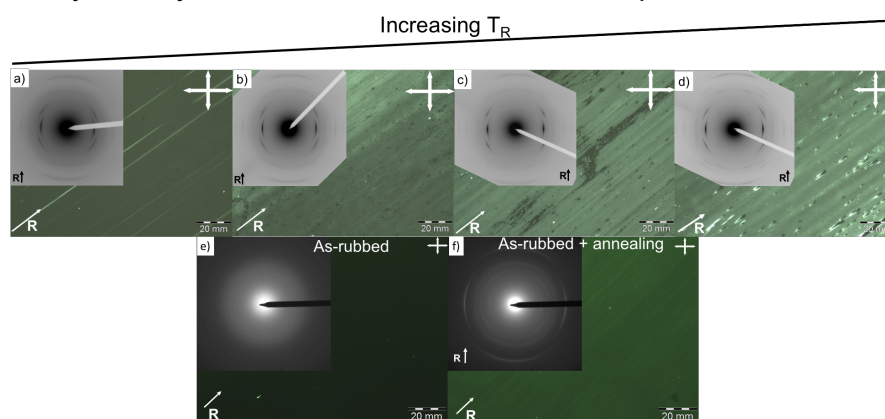 Increasing T_R
a)
b)
c)
d)
R
R
R
R
R
20 mm
R
20 mm
R
20 mm
R
e)
As-rubbed
f)
As-rubbed + annealing
R
R
20 mm
R
20 mm